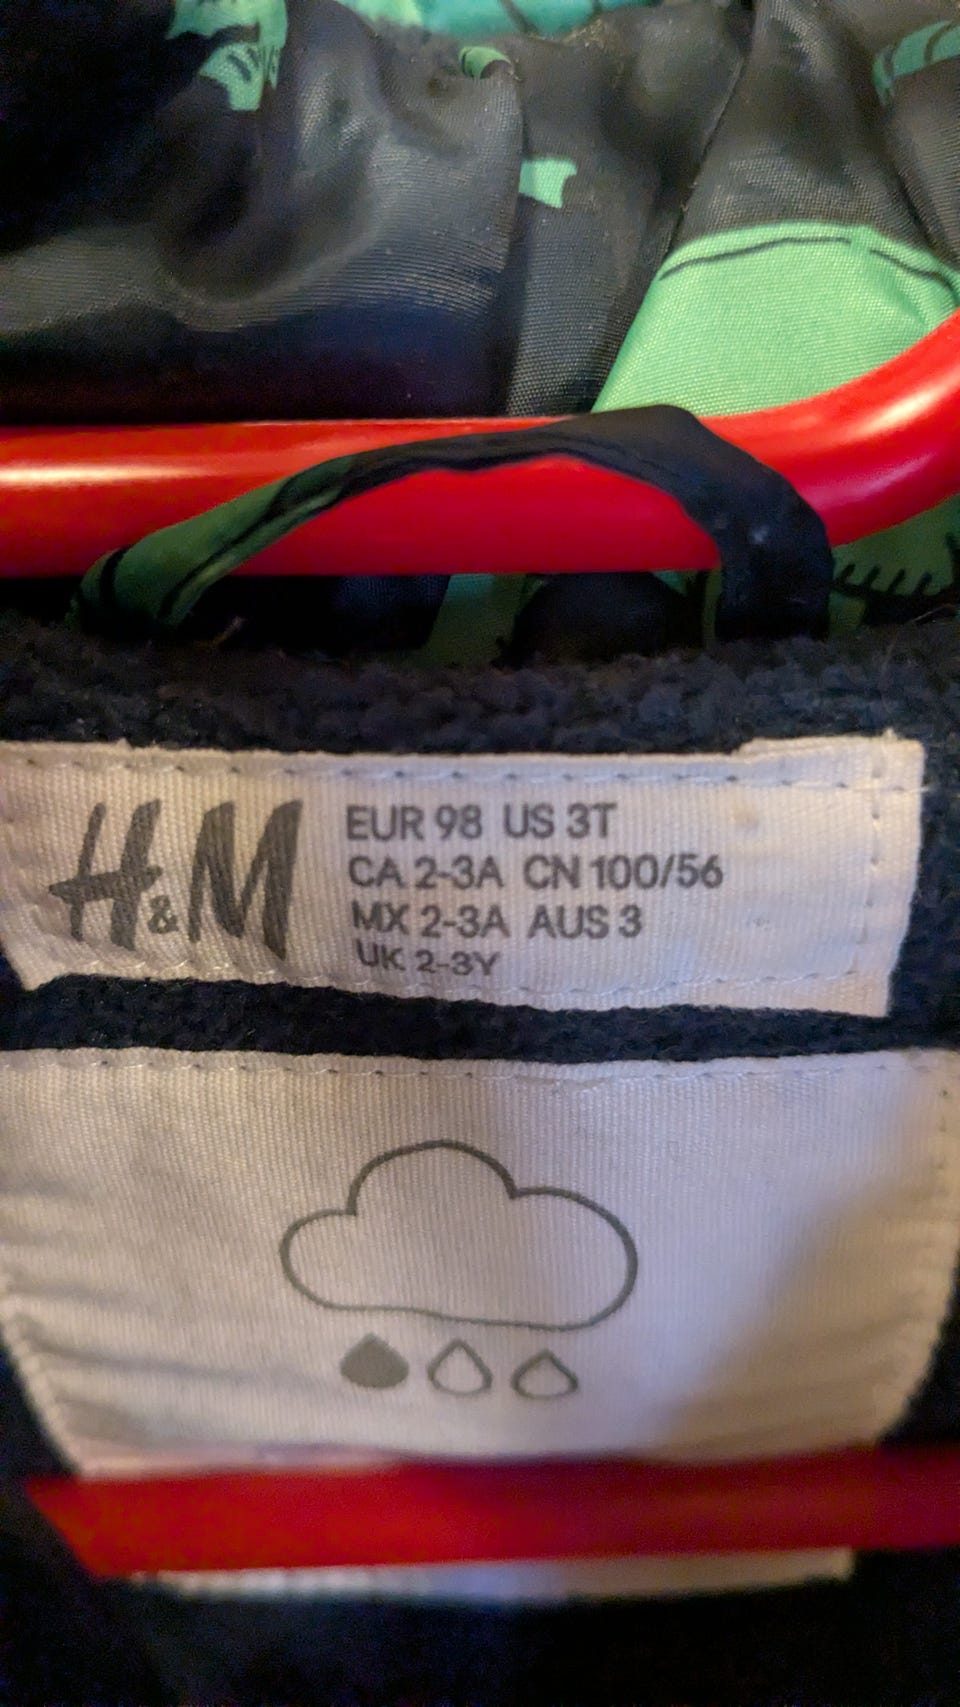 H&M
EUR 98 US 3T
CA 2-3A CN 100/56
MX 2-3A AUS 3
UK 2-3Y